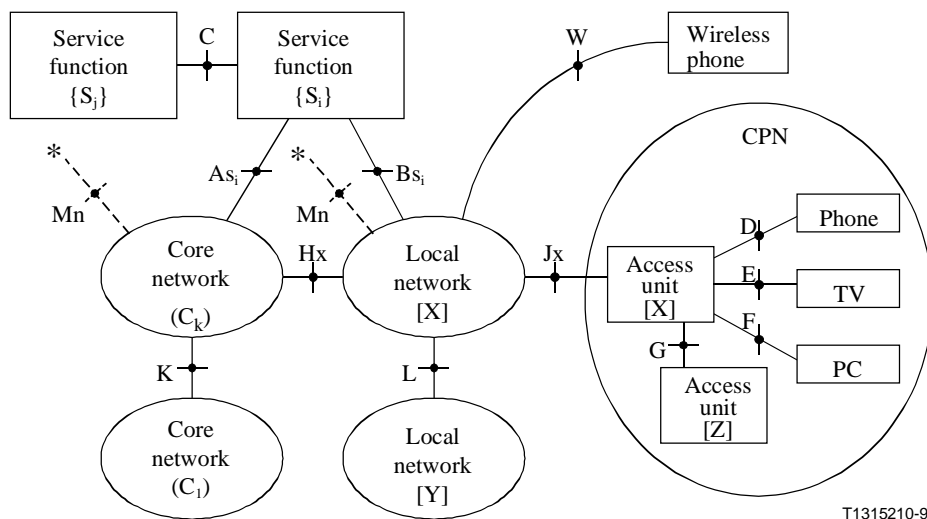 Service
function
{Sj}
C
Service
function
{Si}
W
Wireless
phone
CPN
*
Mn
Asi
*
Mn
Bsi
Core
network
(Ck)
Hx
Local
network
[X]
Jx
Access
unit
[X]
D
Phone
E
TV
F
PC
G
Access
unit
[Z]
K
L
Core
network
(C1)
Local
network
[Y]
T1315210-9